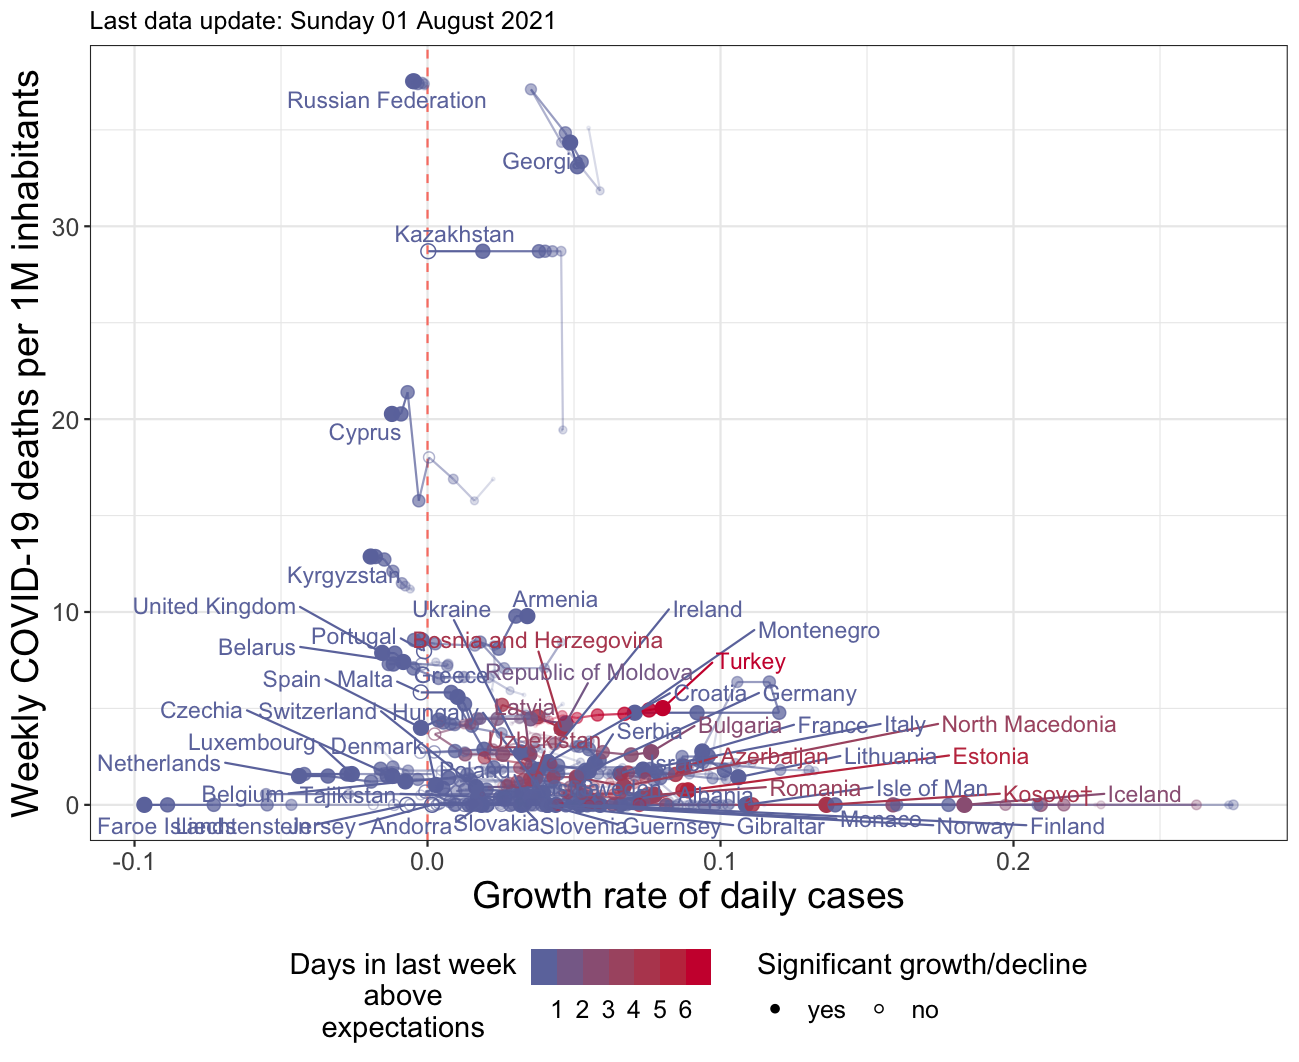 Last data update: Sunday 01 August 2021
Weekly COVID-19 deaths per 1M inhabitants
30
20
10
0
Russian Federation
Georgi
Kazakhstan
Cyprus
Kyrgyzstan
United Kingdom
Ukraine
Armenia
Ireland
Belarus
Portugal
Bosnia and Herzegovina
Montenegro
Spain
Malta
Greece
Republic of Moldova
Turkey
Croatia
Germany
Czechia
Switzerland
Hungary
Latvia
Serbia
Bulgaria
France
Italy
North Macedonia
Luxembourg
Denmark
Uzbekistan
Azerbaijan
Lithuania
Estonia
Netherlands
Belgium
Tajikistan
Romania
Isle of Man
Kosovo†
Iceland
Faroe Islands
Liechtenstein
Jersey
Andorra
Slovakia
Slovenia
Guernsey
Gibraltar
Monaco
Norway
Finland
-0.1
0.0
0.1
0.2
Growth rate of daily cases
Days in last week
above
expectations
1 2 3 4 5 6
Significant growth/decline
yes
no